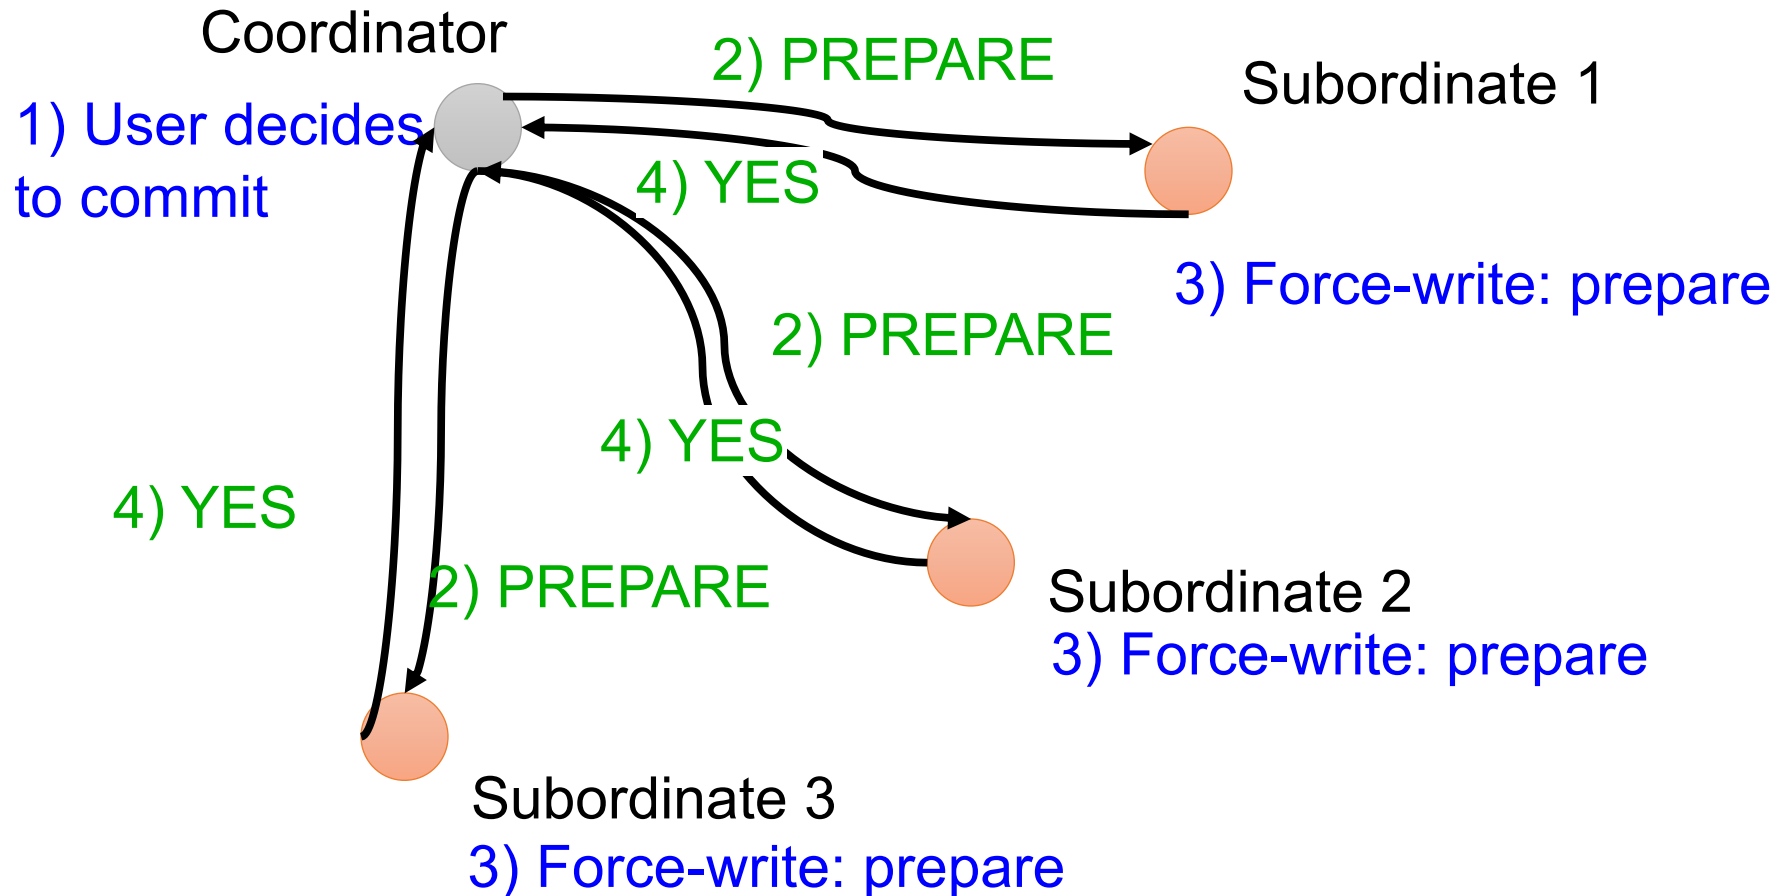 Coordinator
2) PREPARE
Subordinate 1
1) User decides
to commit
4) YES
3) Force-write: prepare
2) PREPARE
4) YES
4) YES
2) PREPARE
Subordinate 2
3) Force-write: prepare
Subordinate 3
3) Force-write: prepare